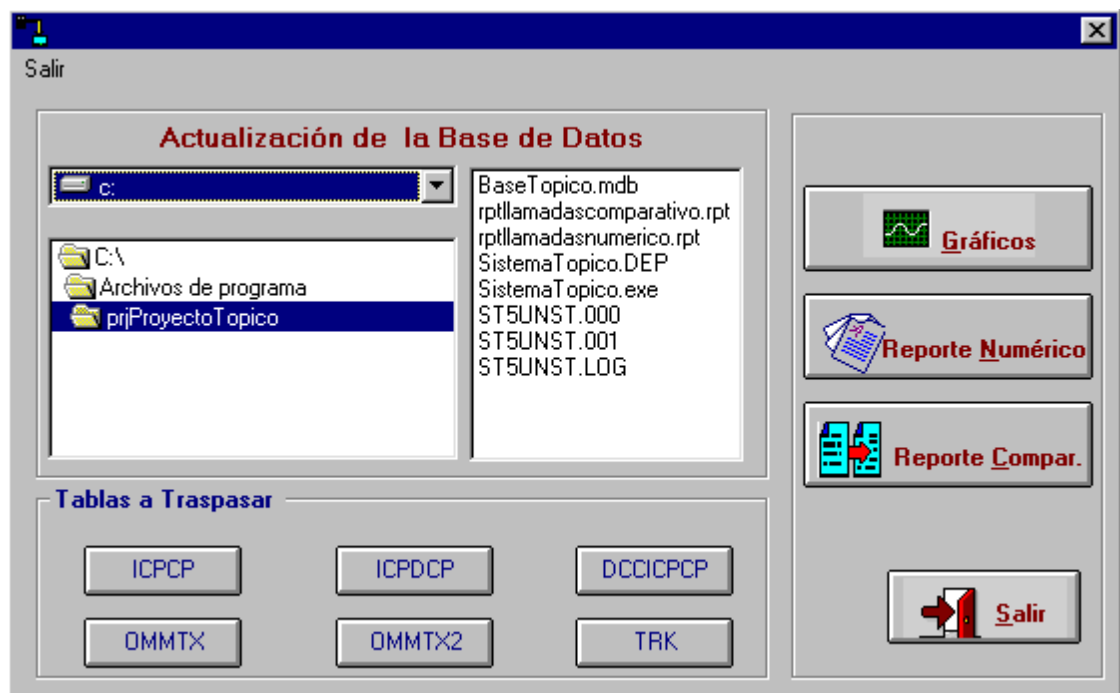 Salir
Actualización de la Base de Datos
c:
C:\
Archivos de programa
prjProyectoTopico
BaseTopico.mdb
rptllamadascomparativo.rpt
rptllamadasnumerico.rpt
SistemaTopico.DEP
SistemaTopico.exe
ST5UNST.000
ST5UNST.001
ST5UNST.LOG
Gráficos
Reporte Numérico
Reporte Compar.
Salir
Tablas a Traspasar
ICPCP
ICPDCP
DCCICPCP
OMMTX
OMMTX2
TRK